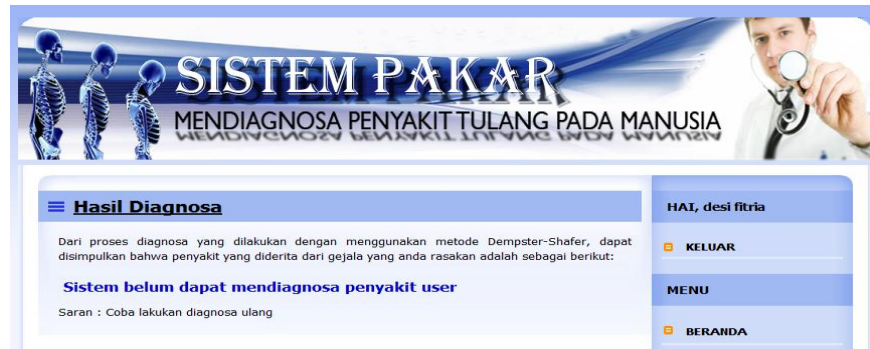 SISTEM PAKAR
MENDIAGNOSA PENYAKIT TULANG PADA MANUSIA
Hasil Diagnosa
Dari proses diagnosa yang dilakukan dengan menggunakan metode Dempster-Shafer, dapat
disimpulkan bahwa penyakit yang diderita dari gejala yang anda rasakan adalah sebagai berikut:
Sistem belum dapat mendiagnosa penyakit user
Saran : Coba lakukan diagnosa ulang
HAI, desi fitria
KELUAR
MENU
BERANDA